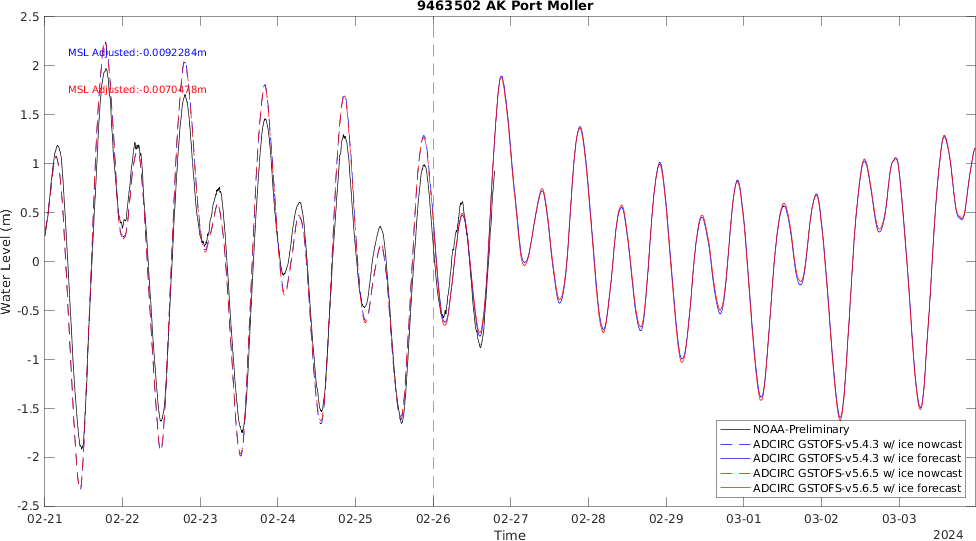 9463502 AK Port Moller
MSL Adjusted:-0.0092284m
MSL Adjusted:-0.0070478m
Water Level (m)
2.5
2
1.5
1
0.5
0
-0.5
-1
-1.5
-2
-2.5
NOAA-Preliminary
ADCIRC GSTOFS-v5.4.3 w/ ice nowcast
ADCIRC GSTOFS-v5.4.3 w/ ice forecast
ADCIRC GSTOFS-v5.6.5 w/ ice nowcast
ADCIRC GSTOFS-v5.6.5 w/ ice forecast
02-21 02-22 02-23 02-24 02-25 02-26 02-27 02-28 02-29 03-01 03-02 03-03
Time
2024